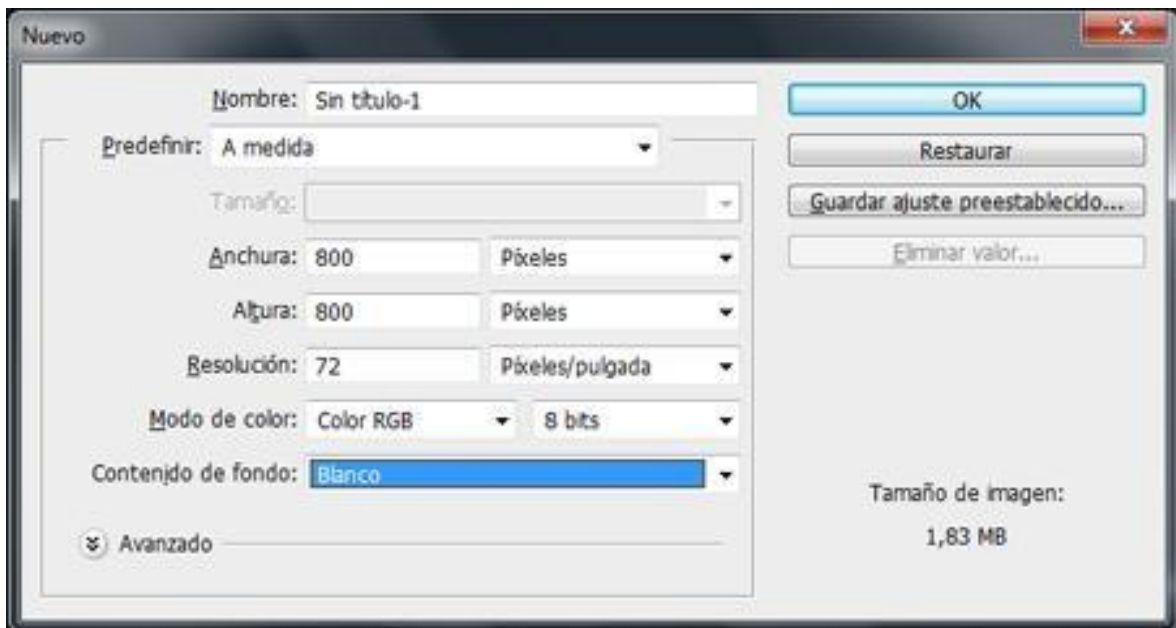 Nuevo
Nombre: Sin título-1
OK
Predefinir: A medida
Restaurar
Tamaño:
Guardar ajuste preestablecido...
Anchura: 800 Píxeles
Eliminar valor...
Altura: 800 Píxeles
Resolución: 72 Píxeles/pulgada
Modo de color: Color RGB 8 bits
Contenido de fondo: Blanco
Tamaño de imagen:
1,83 MB
Avanzado